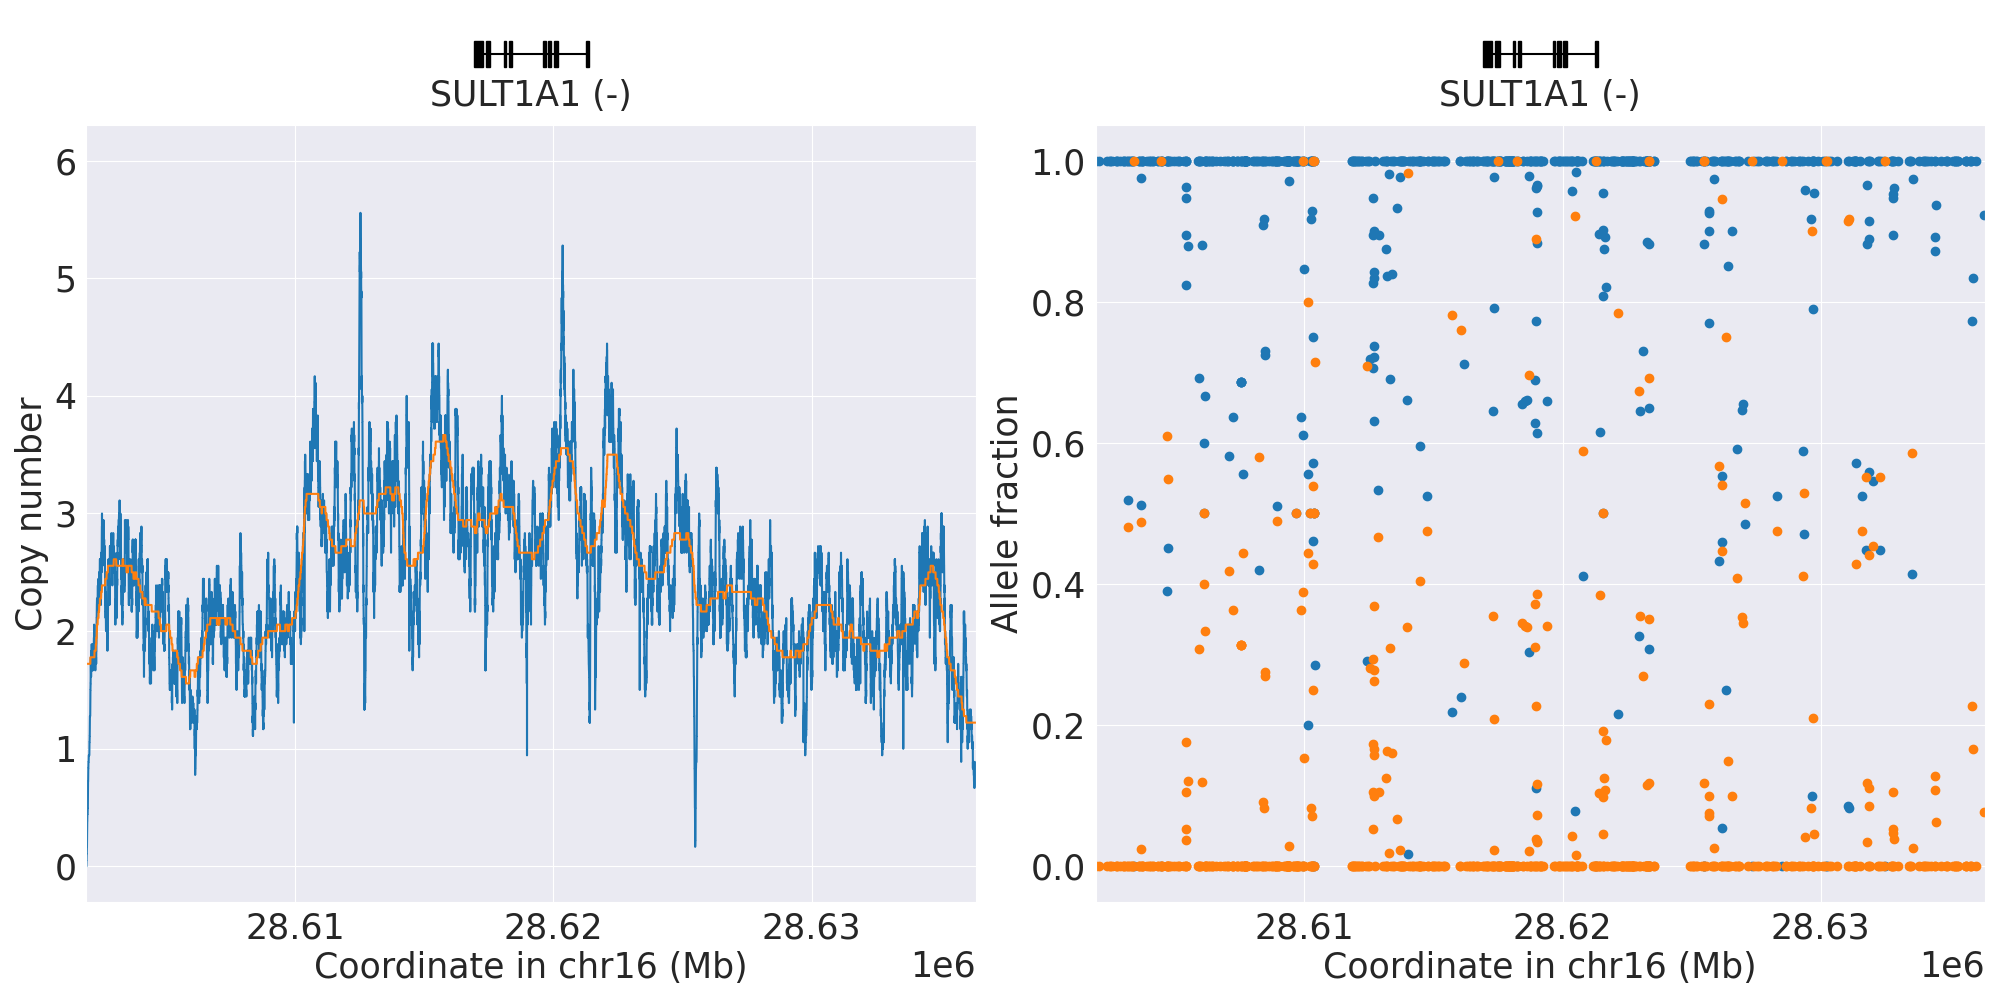 SULT1A1 (-)
Copy number
6
5
4
3
2
1
0
28.61
28.62
28.63
Coordinate in chr16 (Mb)
1e6
SULT1A1 (-)
Allele fraction
1.0
0.8
0.6
0.4
0.2
0.0
28.61
28.62
28.63
Coordinate in chr16 (Mb)
1e6